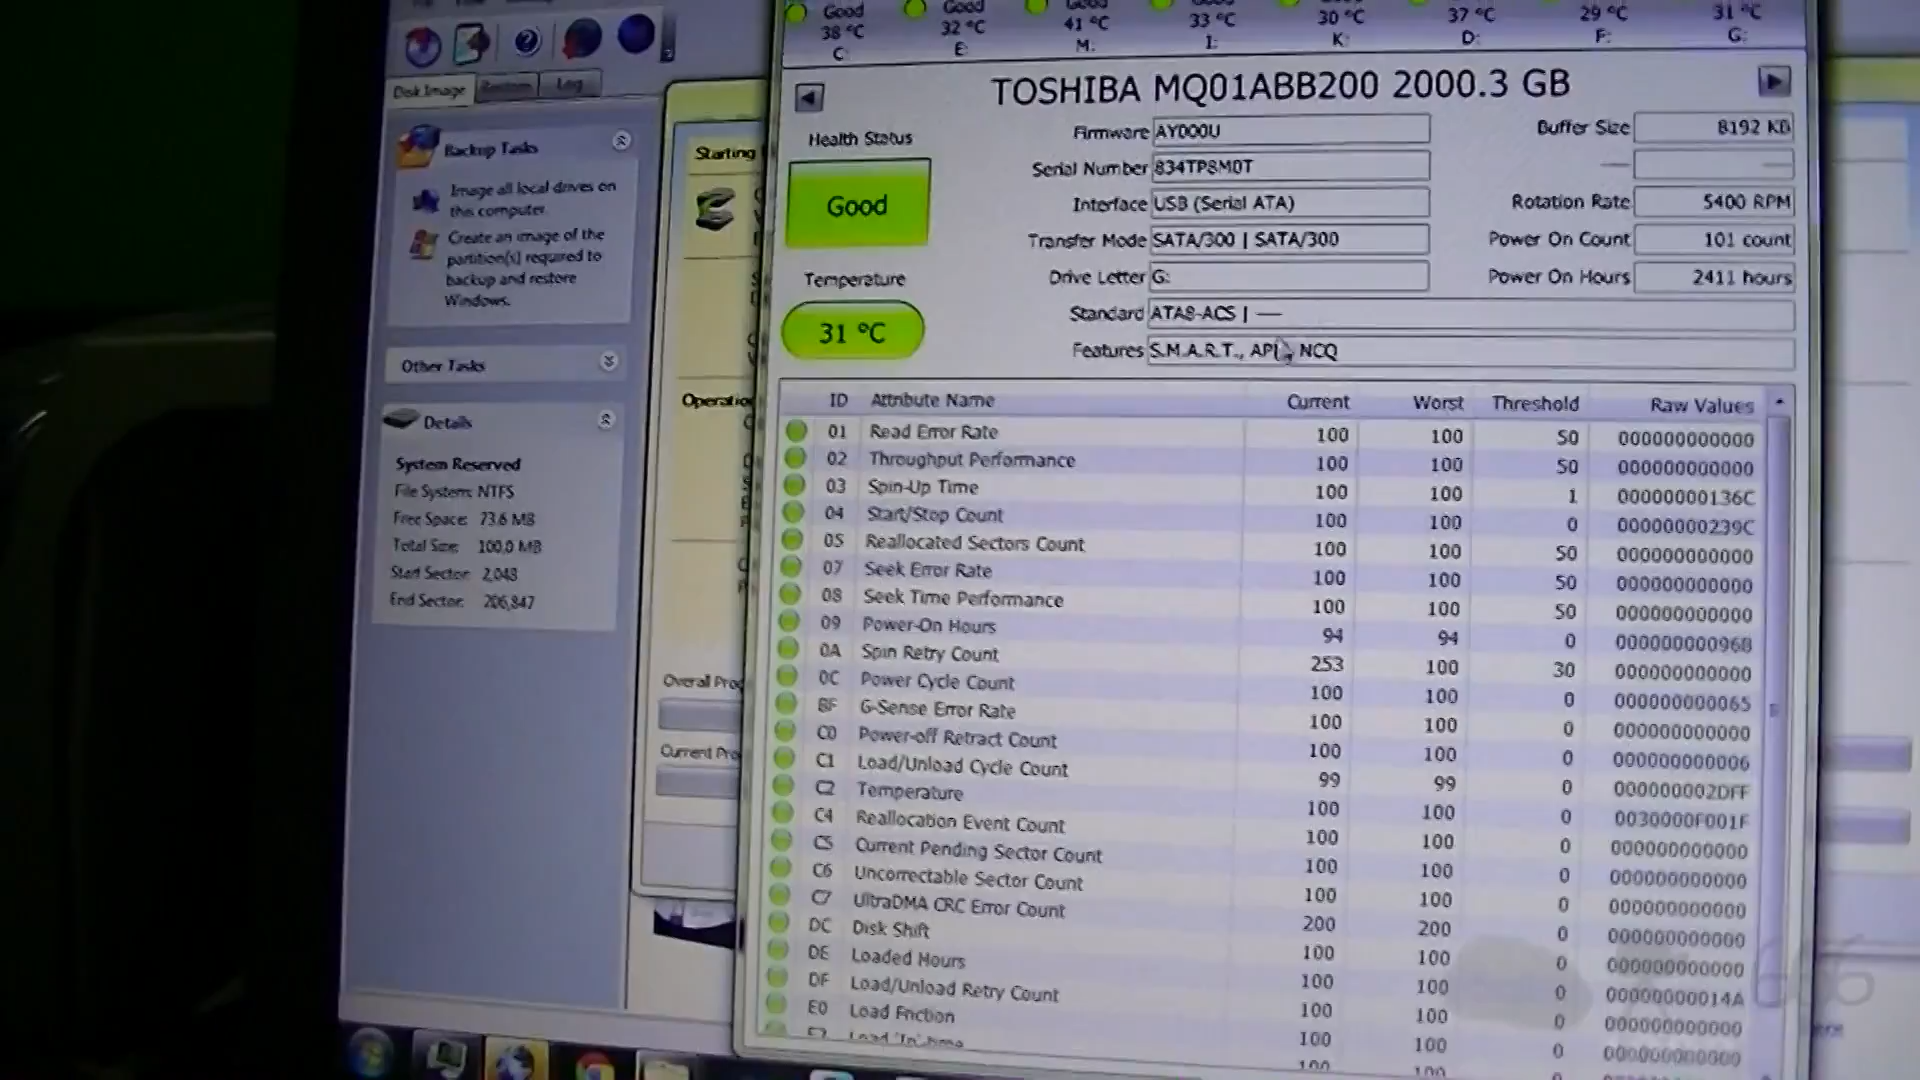 Good Good Good
38 °C 32 °C 41 °C 33 °C 30 °C 37 °C 29 °C 31 °C
C: E: M: I: K: D: F: G:
Disk Image Restore Log
TOSHIBA MQ01ABB200 2000.3 GB
Health Status
Good
Temperature
31 °C
Firmware AY000U
Serial Number 834TP8M0T
Interface USB (Serial ATA)
Transfer Mode SATA/300 | SATA/300
Drive Letter G:
Standard ATA8-ACS | ----
Features S.M.A.R.T., NCQ
Buffer Size 8192 KB
---- ----
Rotation Rate 5400 RPM
Power On Count 101 count
Power On Hours 2411 hours
Backup Tasks
Image all local drives on
this computer.
Create an image of the
partition(s) required to
backup and restore
Windows.
Other Tasks
Details
System Reserved
File System: NTFS
Free Space: 73.6 MB
Total Size: 100.0 MB
Start Sector: 2,048
End Sector: 206,847
Starting
Operation
Overall Prog
Current Pro
ID Attribute Name Current Worst Threshold Raw Values
01 Read Error Rate 100 100 50 000000000000
02 Throughput Performance 100 100 50 000000000000
03 Spin-Up Time 100 100 1 00000000136C
04 Start/Stop Count 100 100 0 00000000239C
05 Reallocated Sectors Count 100 100 50 000000000000
07 Seek Error Rate 100 100 50 000000000000
08 Seek Time Performance 100 100 50 000000000000
09 Power-On Hours 94 94 0 00000000096B
0A Spin Retry Count 253 100 30 000000000000
0C Power Cycle Count 100 100 0 000000000065
BF G-Sense Error Rate 100 100 0 000000000000
C0 Power-off Retract Count 100 100 0 000000000006
C1 Load/Unload Cycle Count 99 99 0 000000002DFF
C2 Temperature 100 100 0 0030000F001F
C4 Reallocation Event Count 100 100 0 000000000000
C5 Current Pending Sector Count 100 100 0 000000000000
C6 Uncorrectable Sector Count 100 100 0 000000000000
C7 UltraDMA CRC Error Count 200 200 0 000000000000
DC Disk Shift 100 100 0 000000000000
DE Loaded Hours 100 100 0 00000000014A
DF Load/Unload Retry Count 100 100 0 000000000000
E0 Load Friction 100 100 0 000000000000